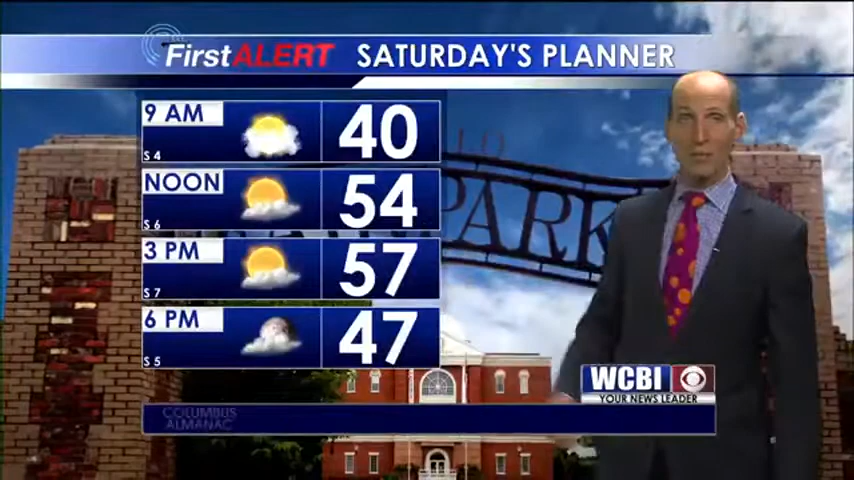 FirstALERT SATURDAY'S PLANNER
9 AM
S 4
40
NOON
S 6
54
3 PM
S 7
57
6 PM
S 5
47
PARK
WCBI
YOUR NEWS LEADER
COLUMBUS
ALMANAC